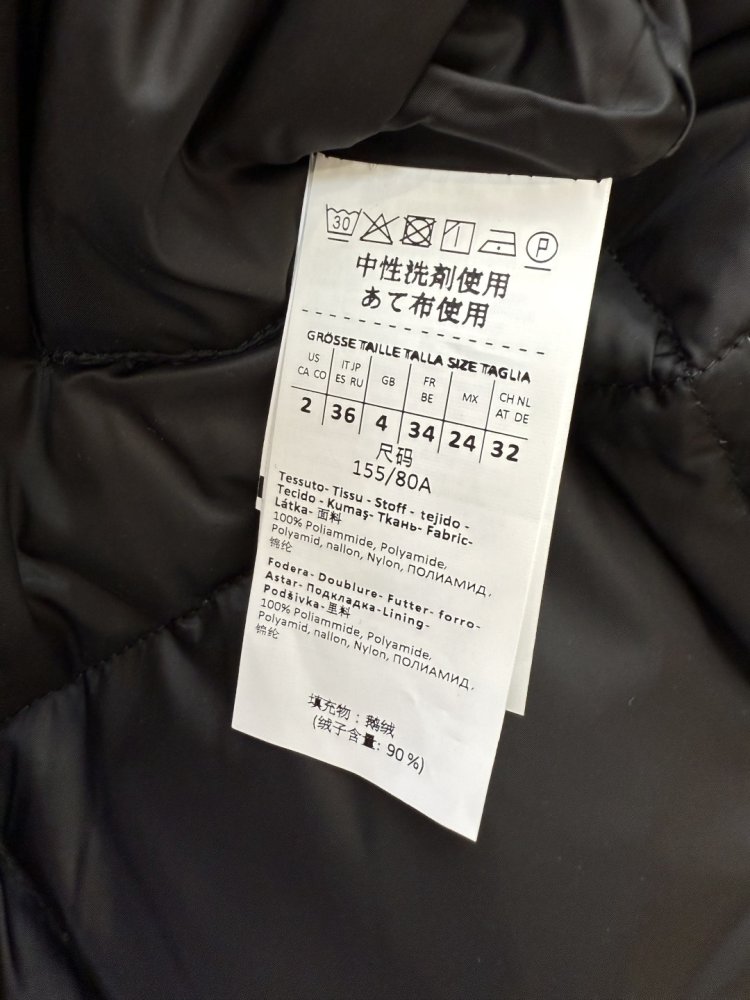 30 P
中性洗剤使用
あて布使用
GRÖSSE TAILLE TALLA SIZE TAGLIA
US CA CO
IT JP ES RU
GB
FR BE
MX
CH NL AT DE
2 36 4 34 24 32
尺码
155/80A
Tessuto- Tissu - Stoff - tejido -
Tecido - Kumaş- Ткань- Fabric-
Látka- 面料
100% Poliammide, Polyamide,
Polyamid, nallon, Nylon, ПОЛИАМИД,
锦纶
Fodera- Doublure- Futter- forro-
Astar- Подкладка-Lining-
Podšivka-里料
100% Poliammide, Polyamide,
Polyamid, nallon, Nylon, ПОЛИАМИД,
锦纶
填充物：鹅绒
(绒子含量: 90 %)